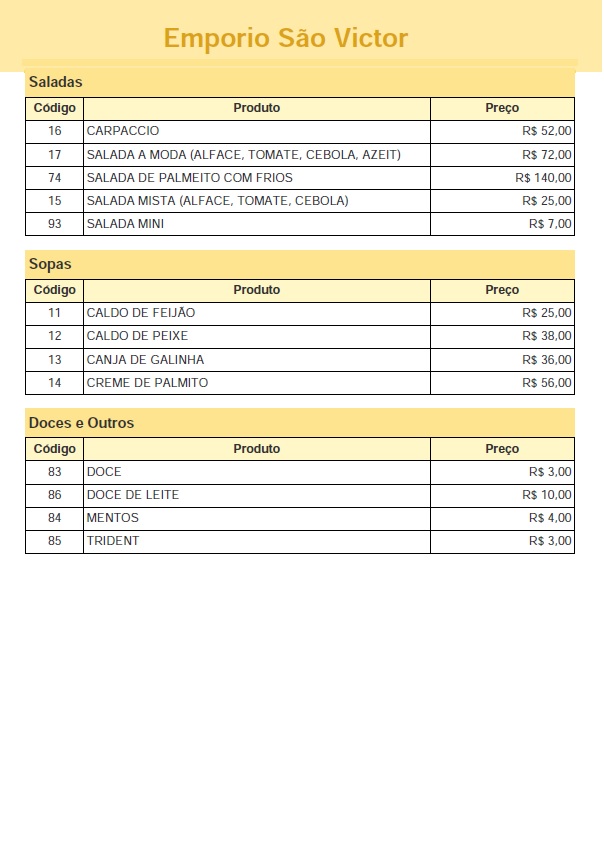 Emporio São Victor
Saladas
Código Produto Preço
16 CARPACCIO R$ 52,00
17 SALADA A MODA (ALFACE, TOMATE, CEBOLA, AZEIT) R$ 72,00
74 SALADA DE PALMEITO COM FRIOS R$ 140,00
15 SALADA MISTA (ALFACE, TOMATE, CEBOLA) R$ 25,00
93 SALADA MINI R$ 7,00
Sopas
Código Produto Preço
11 CALDO DE FEIJÃO R$ 25,00
12 CALDO DE PEIXE R$ 38,00
13 CANJA DE GALINHA R$ 36,00
14 CREME DE PALMITO R$ 56,00
Doces e Outros
Código Produto Preço
83 DOCE R$ 3,00
86 DOCE DE LEITE R$ 10,00
84 MENTOS R$ 4,00
85 TRIDENT R$ 3,00